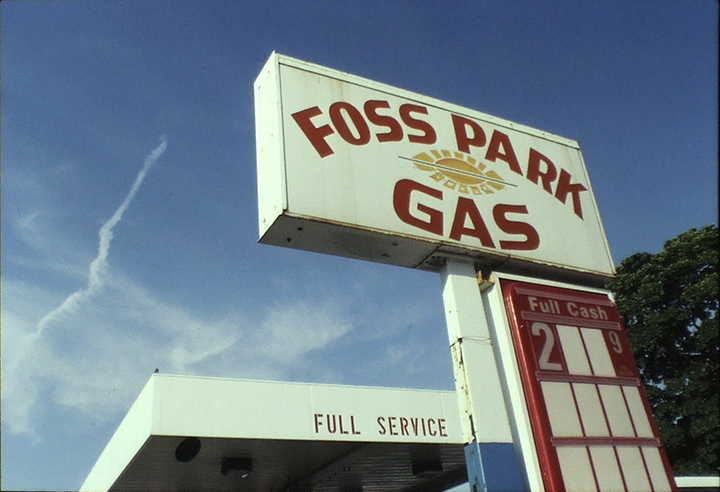 FOSS PARK
GAS
Full Cash
2 9
FULL SERVICE